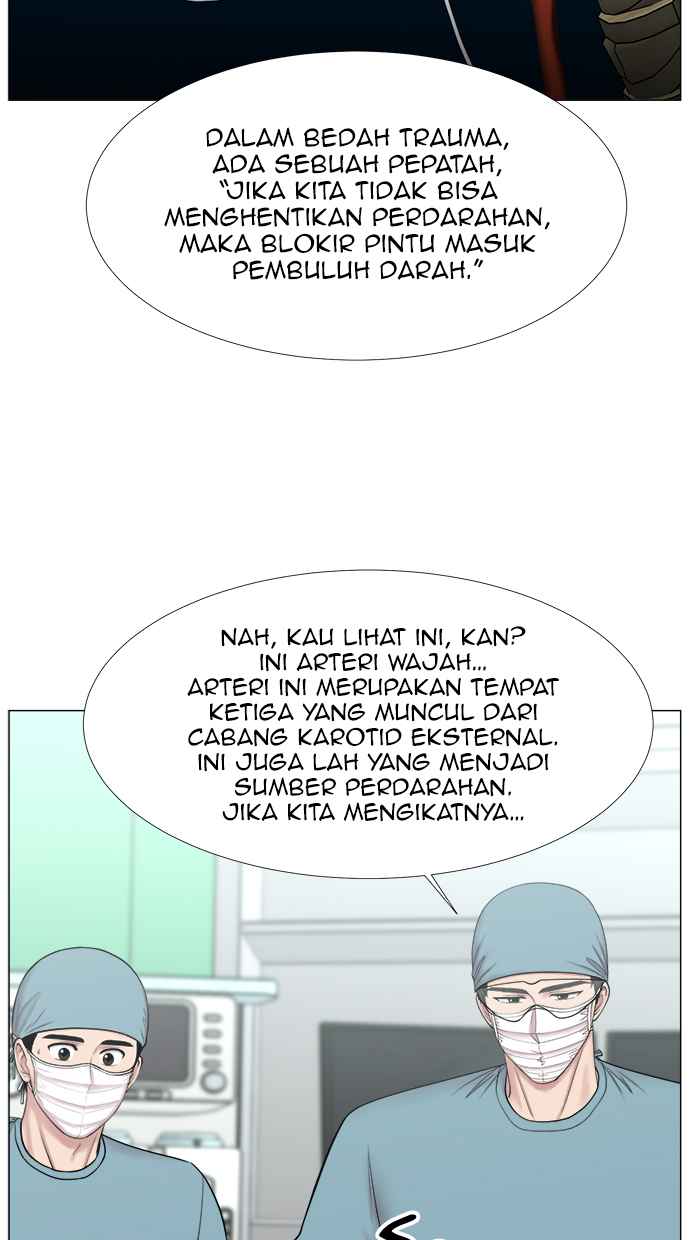 DALAM BEDAH TRAUMA,
ADA SEBUAH PEPATAH,
"JIKA KITA TIDAK BISA
MENGHENTIKAN PERDARAHAN,
MAKA BLOKIR PINTU MASUK
PEMBULUH DARAH."
NAH, KAU LIHAT INI, KAN?
INI ARTERI WAJAH...
ARTERI INI MERUPAKAN TEMPAT
KETIGA YANG MUNCUL DARI
CABANG KAROTID EKSTERNAL.
INI JUGA LAH YANG MENJADI
SUMBER PERDARAHAN.
JIKA KITA MENGIKATNYA...